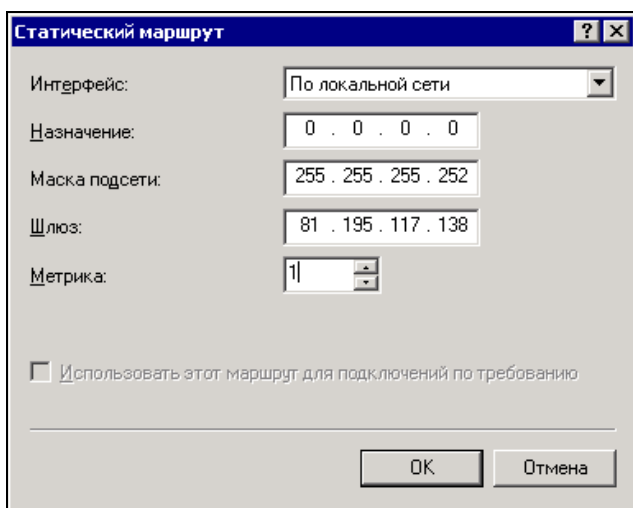 Статический маршрут
Интерфейс: По локальной сети
Назначение: 0 . 0 . 0 . 0
Маска подсети: 255 . 255 . 255 . 252
Шлюз: 81 . 195 . 117 . 138
Метрика: 1
Использовать этот маршрут для подключений по требованию
OK Отмена